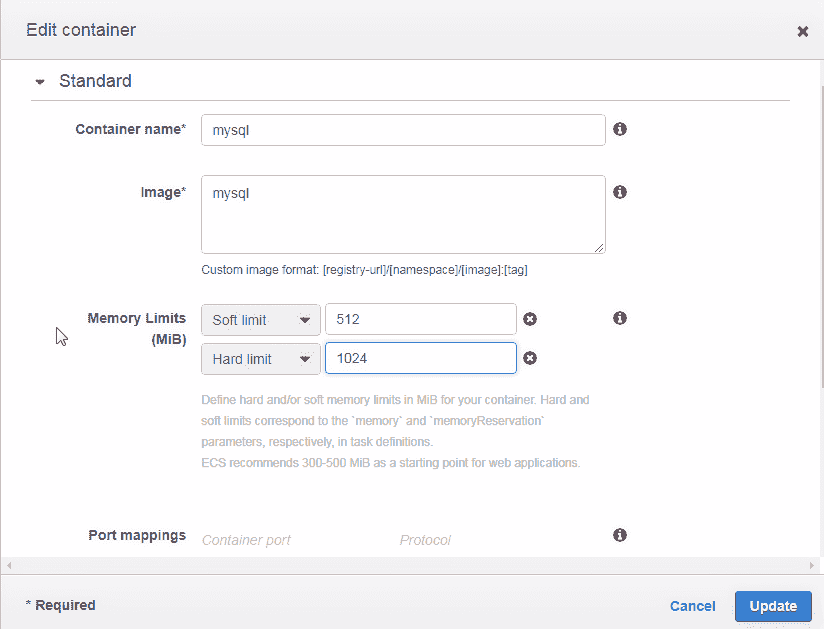 Edit container
Standard
Container name*
mysql
Image*
mysql
Custom image format: [registry-url]/[namespace]/[image]:[tag]
Memory Limits
(MiB)
Soft limit
512
Hard limit
1024
Define hard and/or soft memory limits in MiB for your container. Hard and
soft limits correspond to the `memory` and `memoryReservation`
parameters, respectively, in task definitions.
ECS recommends 300-500 MiB as a starting point for web applications.
Port mappings
Container port
Protocol
* Required
Cancel
Update